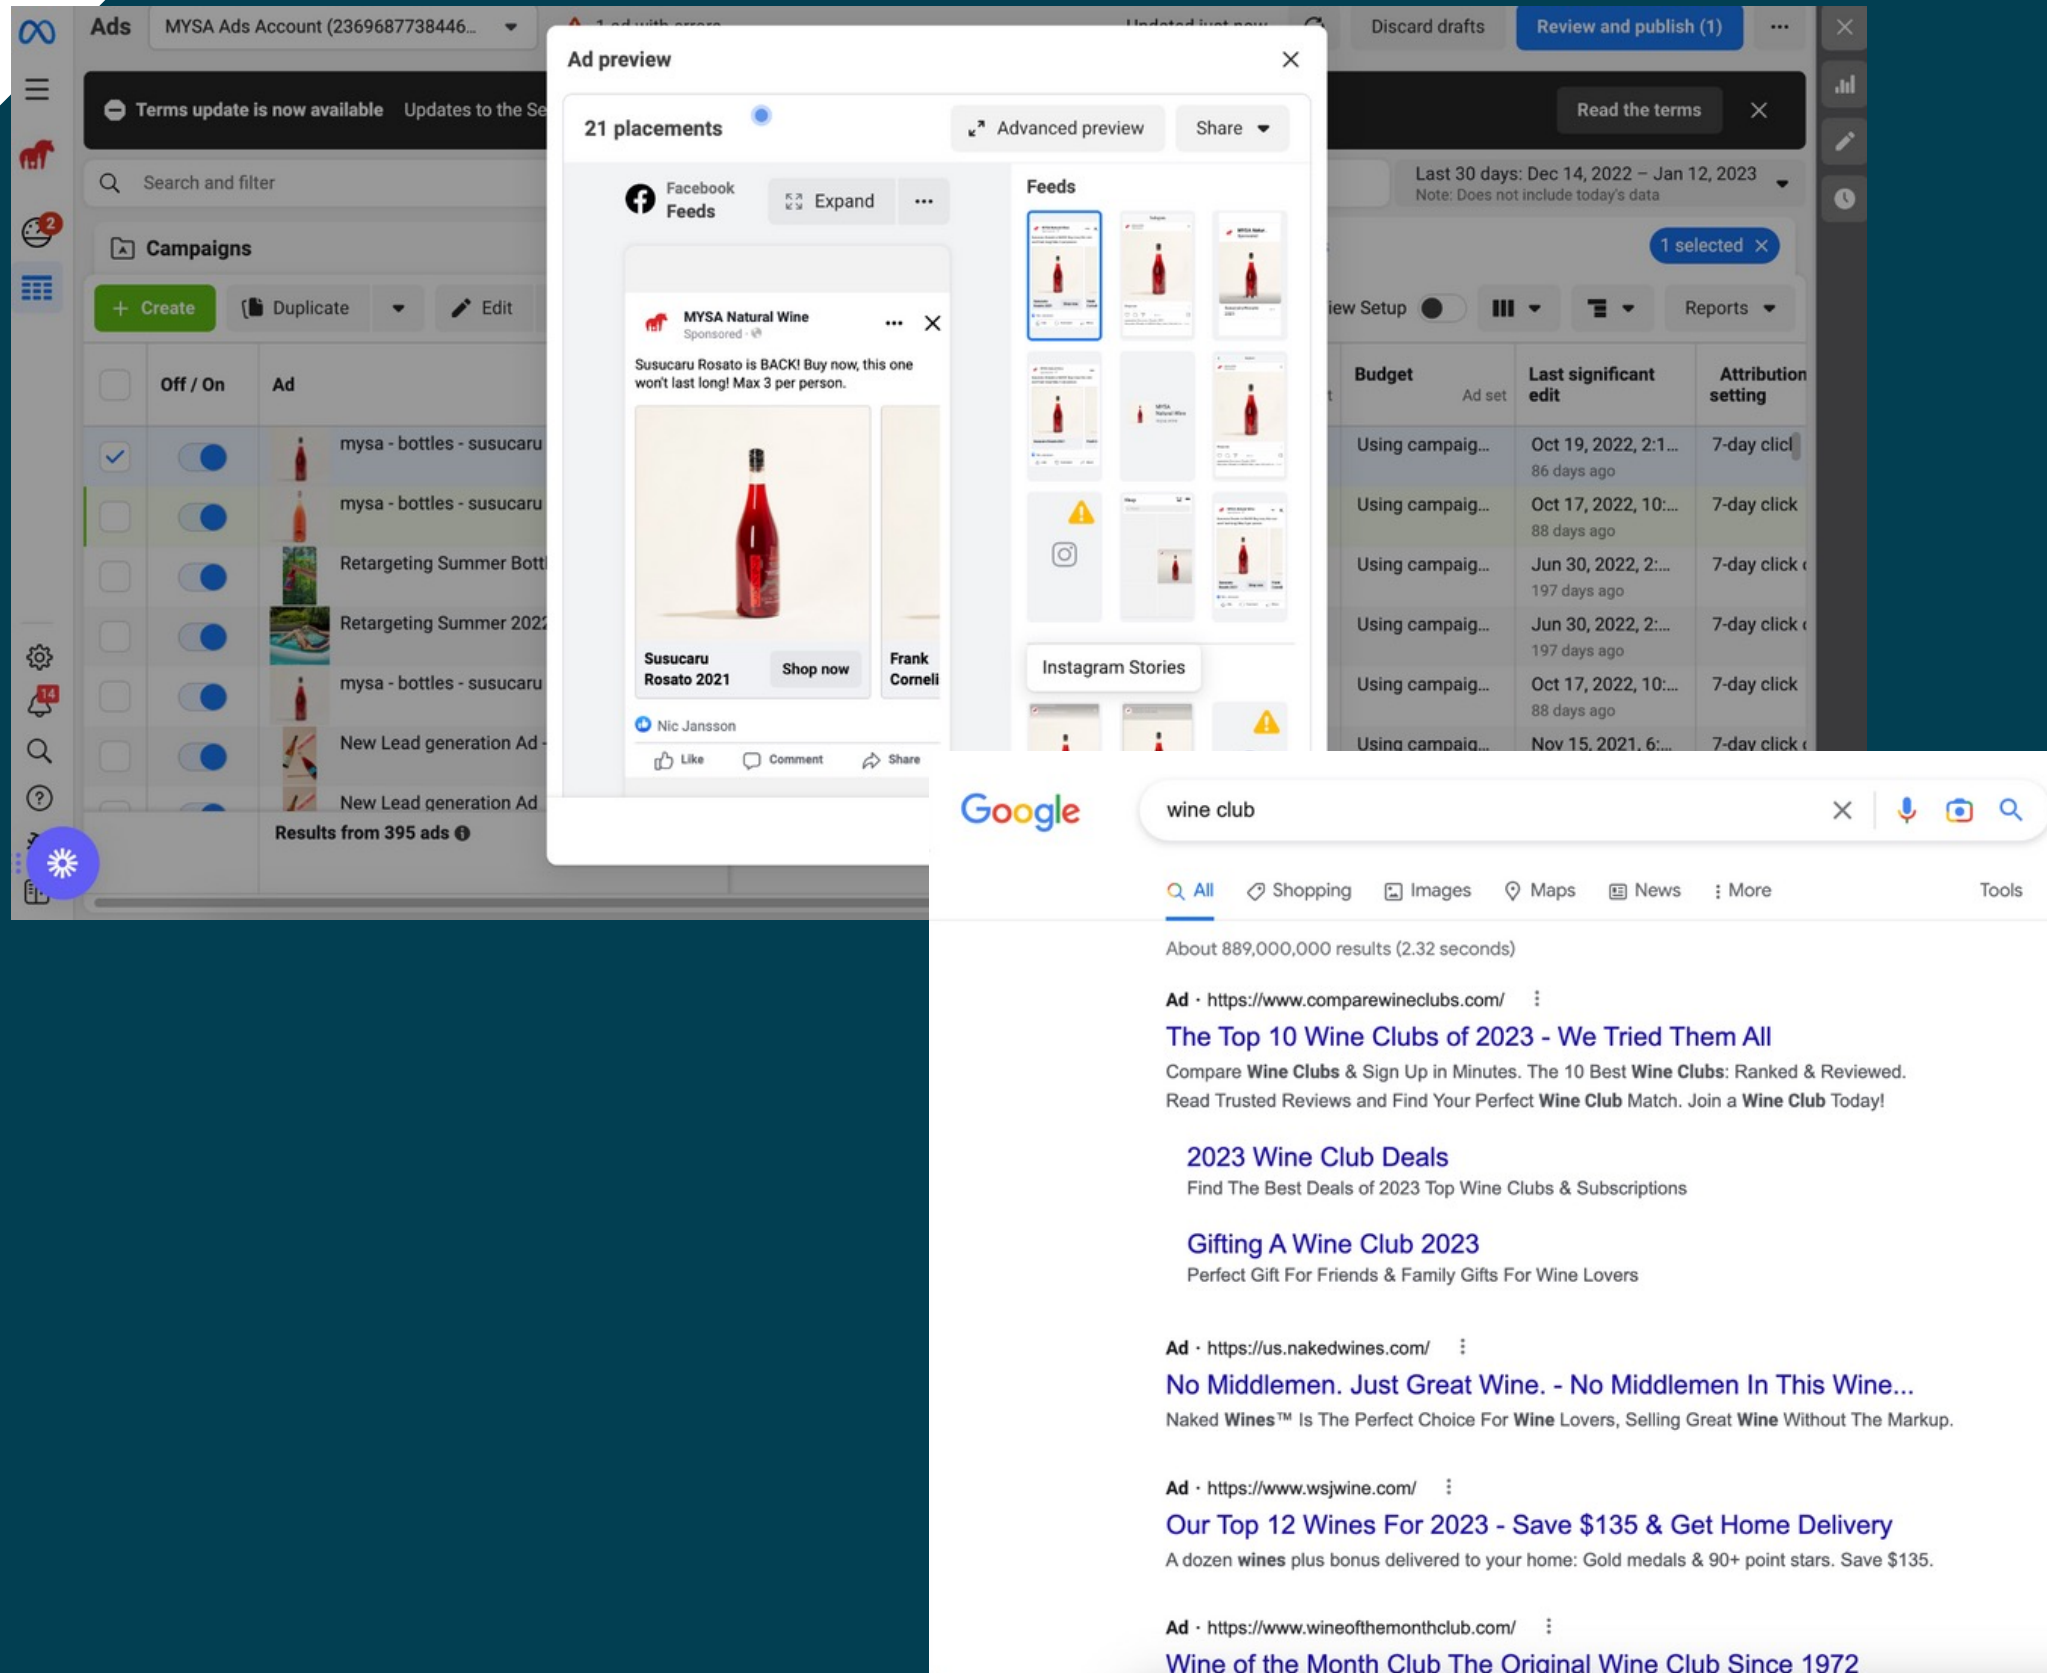 Ads
MYSA Ads Account (2369687738446...
1 ad with errors
Updated just now
Discard drafts
Review and publish (1)
Terms update is now available Updates to the Se
Read the terms
Search and filter
Last 30 days: Dec 14, 2022 – Jan 12, 2023
Note: Does not include today's data
2
Campaigns
1 selected
+ Create
Duplicate
Edit
iew Setup
Reports
Off / On
Ad
Budget
Ad set
Last significant
edit
Attribution
setting
mysa - bottles - susucaru
Using campaig...
Oct 19, 2022, 2:1...
86 days ago
7-day clicl
mysa - bottles - susucaru
Using campaig...
Oct 17, 2022, 10:...
88 days ago
7-day click
Retargeting Summer Bottl
Using campaig...
Jun 30, 2022, 2:...
197 days ago
7-day click
Retargeting Summer 2022
Using campaig...
Jun 30, 2022, 2:...
197 days ago
7-day click
mysa - bottles - susucaru
Using campaig...
Oct 17, 2022, 10:...
88 days ago
7-day click
New Lead generation Ad -
Using campaig...
Nov 15, 2021, 6:...
7-day click
New Lead generation Ad
14
Results from 395 ads
Ad preview
21 placements
Advanced preview
Share
Facebook
Feeds
Expand
MYSA Natural Wine
Sponsored
Susucaru Rosato is BACK! Buy now, this one
won't last long! Max 3 per person.
Susucaru
Rosato 2021
Shop now
Frank
Corneli
Nic Jansson
Like
Comment
Share
Feeds
MYSA
Natural Wine
Instagram Stories
Google
wine club
All
Shopping
Images
Maps
News
More
Tools
About 889,000,000 results (2.32 seconds)
Ad · https://www.comparewineclubs.com/
The Top 10 Wine Clubs of 2023 - We Tried Them All
Compare Wine Clubs & Sign Up in Minutes. The 10 Best Wine Clubs: Ranked & Reviewed.
Read Trusted Reviews and Find Your Perfect Wine Club Match. Join a Wine Club Today!
2023 Wine Club Deals
Find The Best Deals of 2023 Top Wine Clubs & Subscriptions
Gifting A Wine Club 2023
Perfect Gift For Friends & Family Gifts For Wine Lovers
Ad · https://us.nakedwines.com/
No Middlemen. Just Great Wine. - No Middlemen In This Wine...
Naked Wines™ Is The Perfect Choice For Wine Lovers, Selling Great Wine Without The Markup.
Ad · https://www.wsjwine.com/
Our Top 12 Wines For 2023 - Save $135 & Get Home Delivery
A dozen wines plus bonus delivered to your home: Gold medals & 90+ point stars. Save $135.
Ad · https://www.wineofthemonthclub.com/
Wine of the Month Club The Original Wine Club Since 1972